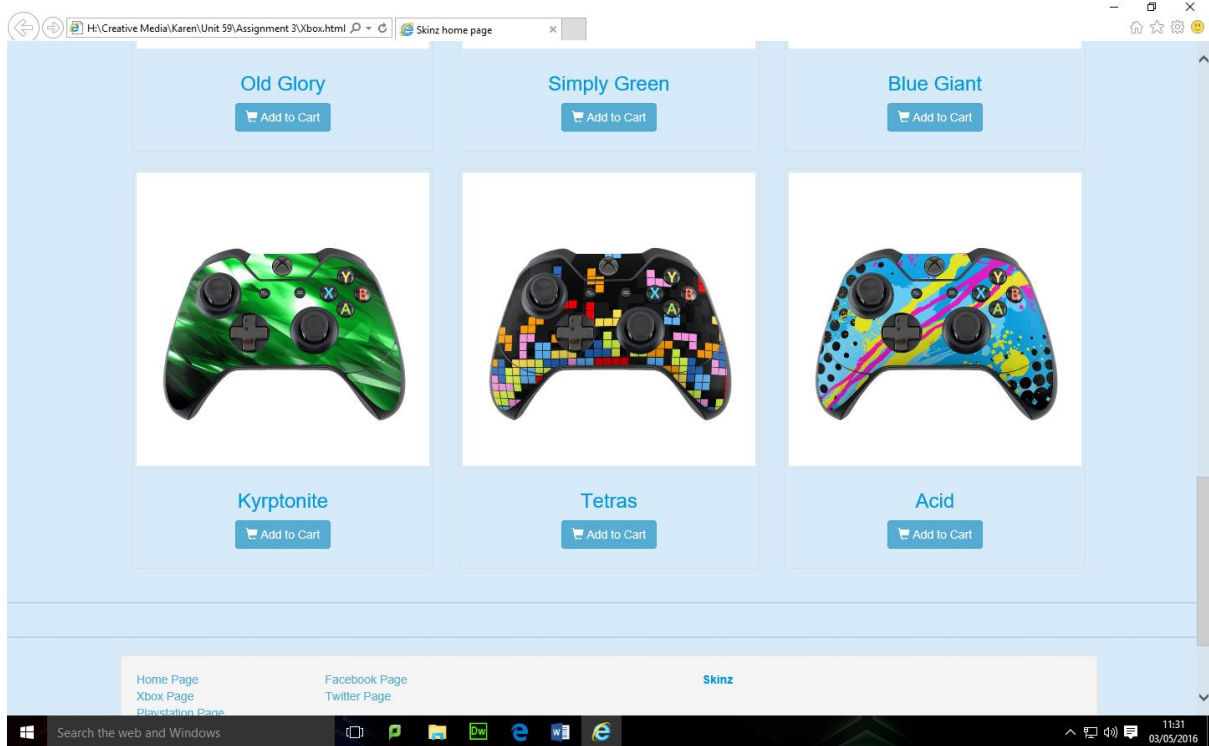 H:\Creative Media\Karen\Unit 59\Assignment 3\Xbox.html
Skinz home page
Old Glory
Simply Green
Blue Giant
Add to Cart
Add to Cart
Add to Cart
Y
X
B
A
Y
X
B
A
Y
X
B
A
Kyrptonite
Tetras
Acid
Add to Cart
Add to Cart
Add to Cart
Home Page
Facebook Page
Skinz
Xbox Page
Twitter Page
Playstation Page
Search the web and Windows
Dw
W
11:31
03/05/2016